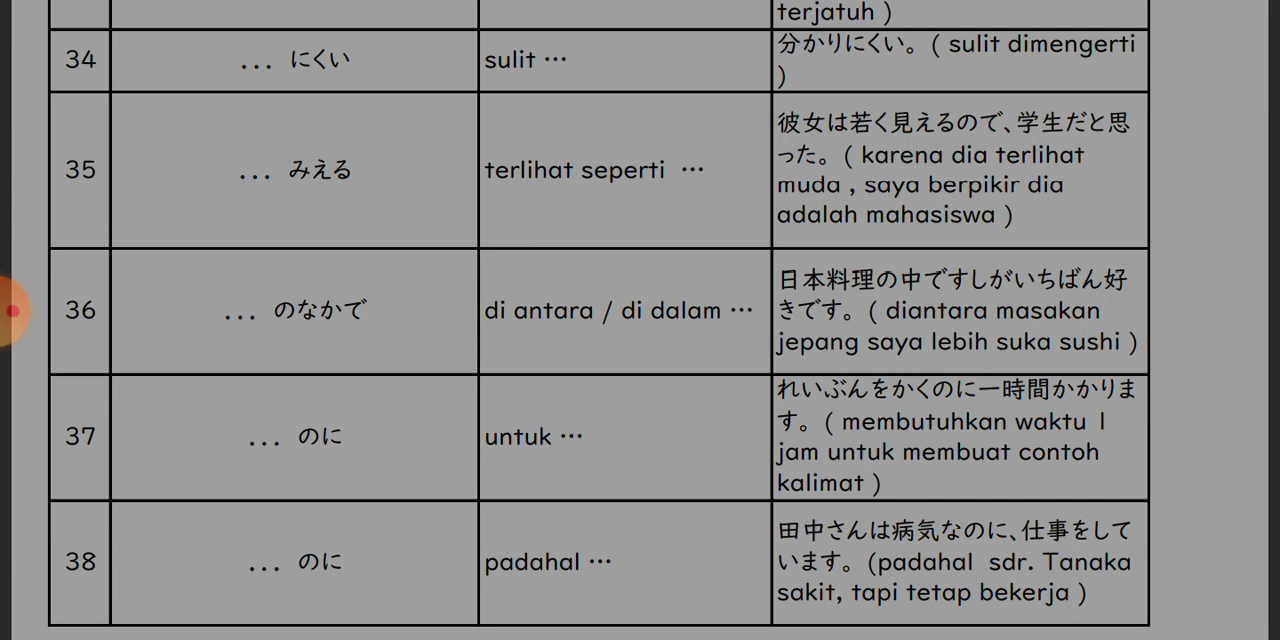 terjatuh )
34
... にくい
sulit ...
分かりにくい。( sulit dimengerti
)
35
... みえる
terlihat seperti ...
彼女は若く見えるので、学生だと思
った。( karena dia terlihat
muda , saya berpikir dia
adalah mahasiswa )
36
... のなかで
di antara / di dalam ...
日本料理の中ですしがいちばん好
きです。( diantara masakan
jepang saya lebih suka sushi )
37
... のに
untuk ...
れいぶんをかくのに一時間かかりま
す。( membutuhkan waktu 1
jam untuk membuat contoh
kalimat )
38
... のに
padahal ...
田中さんは病気なのに、仕事をして
います。(padahal sdr. Tanaka
sakit, tapi tetap bekerja )